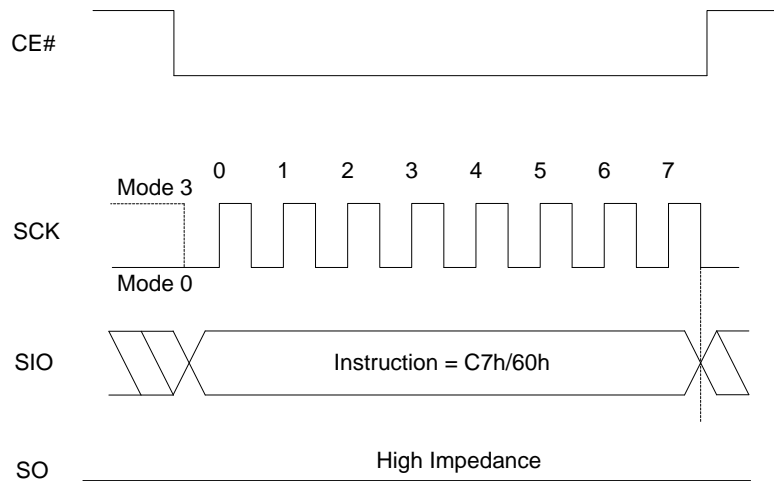 CE#
0 1 2 3 4 5 6 7
Mode 3
SCK
Mode 0
SIO
Instruction = C7h/60h
High Impedance
SO